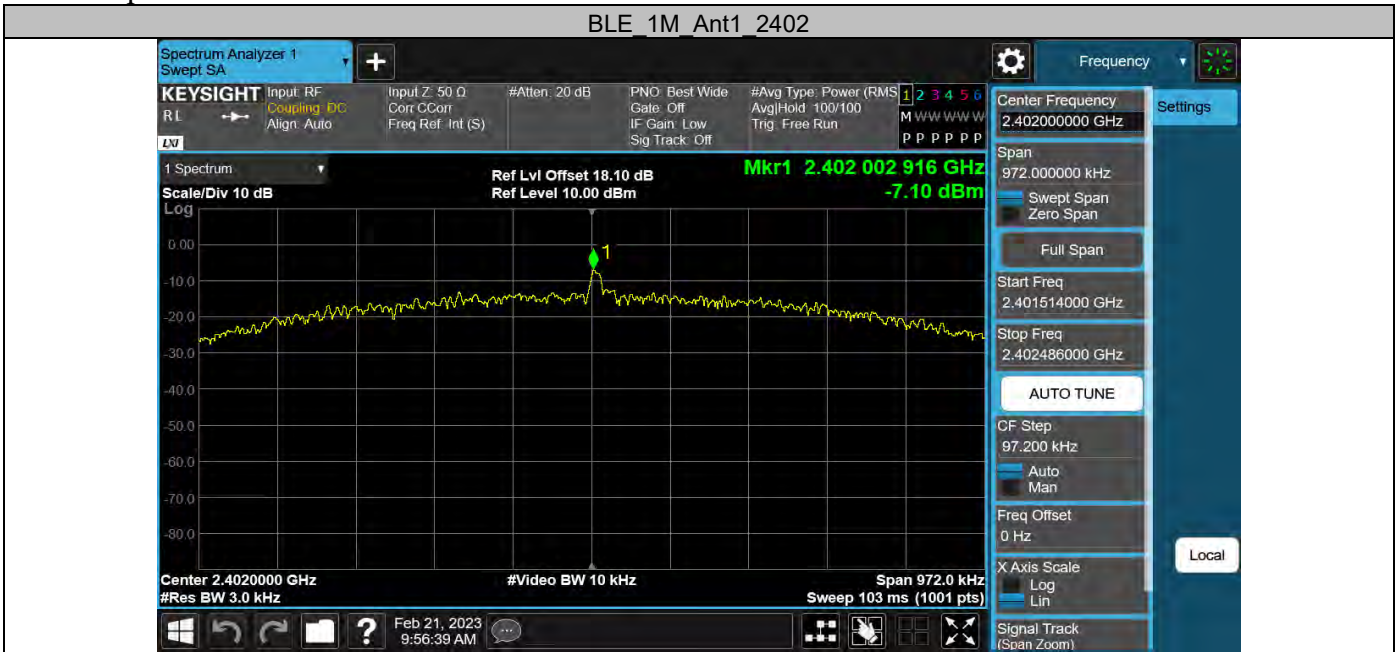 BLE_1M_Ant1_2402
Spectrum Analyzer 1
Swept SA
+
Frequency
KEYSIGHT
RL
LXI
Input: RF
Coupling: DC
Align: Auto
Input Z: 50 Ω
Corr CCorr
Freq Ref: Int (S)
#Atten: 20 dB
PNO: Best Wide
Gate: Off
IF Gain: Low
Sig Track: Off
#Avg Type: Power (RMS
Avg|Hold: 100/100
Trig: Free Run
1 2 3 4 5 6
M W W W W W
P P P P P P
1 Spectrum
Scale/Div 10 dB
Log
Ref Lvl Offset 18.10 dB
Ref Level 10.00 dBm
Mkr1 2.402 002 916 GHz
-7.10 dBm
1
0.00
-10.0
-20.0
-30.0
-40.0
-50.0
-60.0
-70.0
-80.0
Center 2.4020000 GHz
#Res BW 3.0 kHz
#Video BW 10 kHz
Span 972.0 kHz
Sweep 103 ms (1001 pts)
?
Feb 21, 2023
9:56:39 AM
Center Frequency
2.402000000 GHz
Settings
Span
972.000000 kHz
Swept Span
Zero Span
Full Span
Start Freq
2.401514000 GHz
Stop Freq
2.402486000 GHz
AUTO TUNE
CF Step
97.200 kHz
Auto
Man
Freq Offset
0 Hz
Local
X Axis Scale
Log
Lin
Signal Track
(Span Zoom)